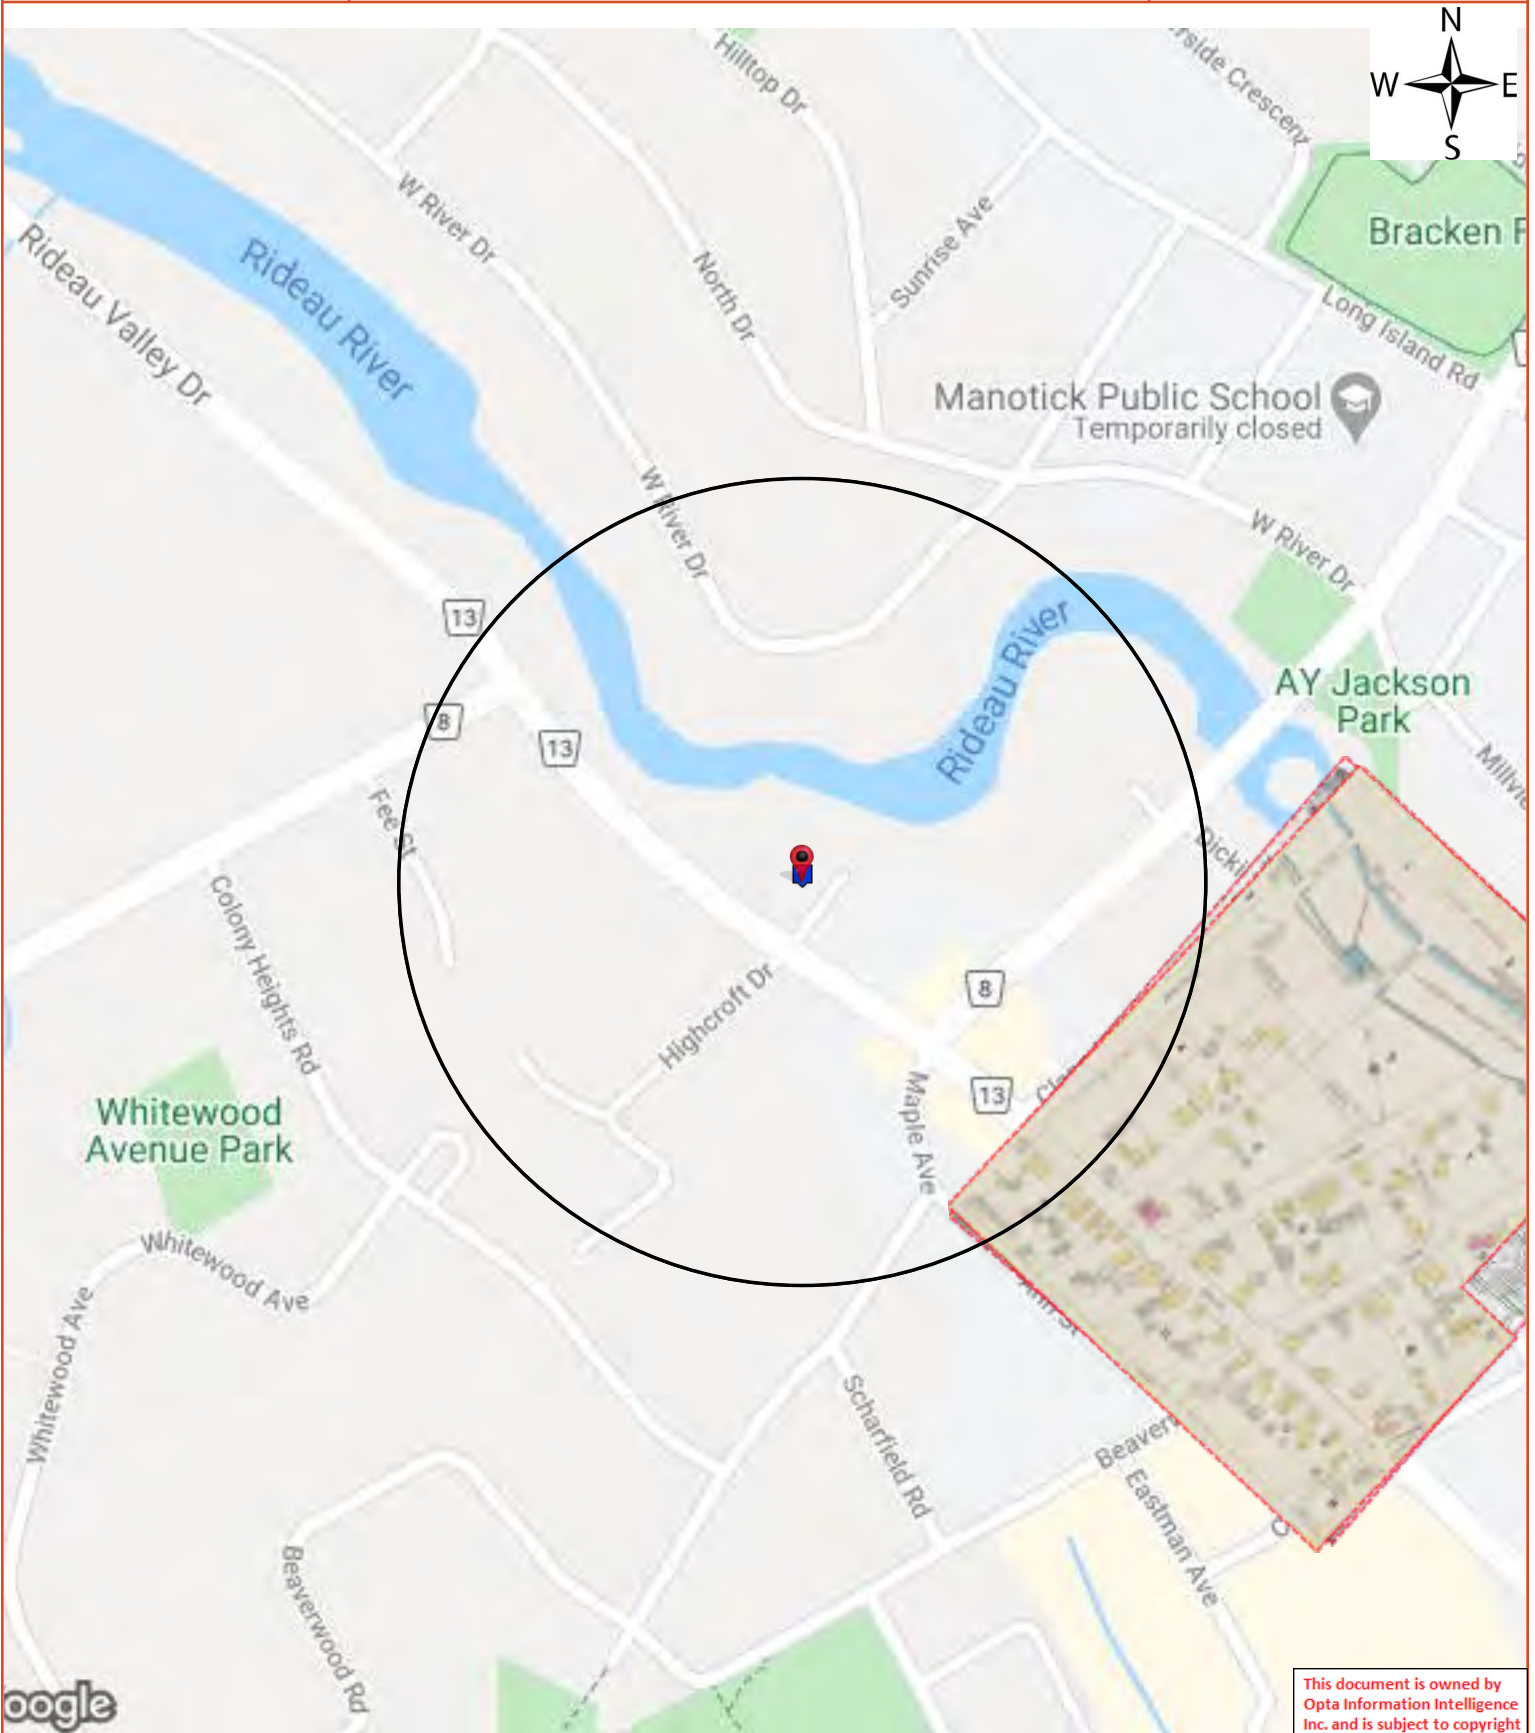 N
W E
S
Hilltop Dr
Bracken F
W River Dr
Sunrise Ave
Rideau River
Rideau Valley Dr
North Dr
Long Island Rd
Manotick Public School
Temporarily closed
W River Dr
W River Dr
13
Rideau River
AY Jackson
Park
8
13
Fee Ct
Colony Heights Rd
Highcroft Dr
8
13
Maple Ave
Whitewood
Avenue Park
Whitewood Ave
Whitewood Ave
Scharfield Rd
Eastman Ave
Beaverwood Rd
oogle
This document is owned by
Opta Information Intelligence
Inc. and is subject to copyright